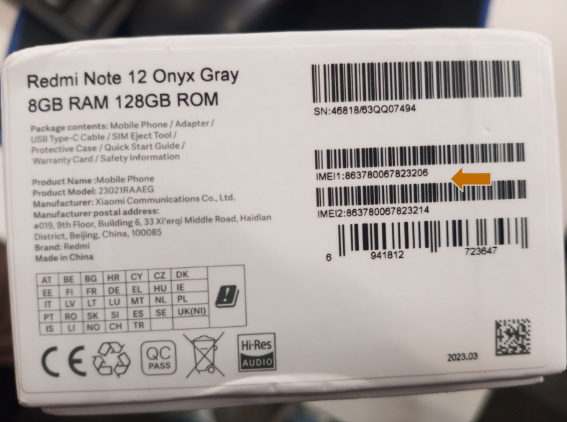 Redmi Note 12 Onyx Gray
8GB RAM 128GB ROM
Package contents: Mobile Phone / Adapter /
USB Type-C Cable / SIM Eject Tool /
Protective Case / Quick Start Guide /
Warranty Card / Safety Information
Product Name :Mobile Phone
Product Model: 23021RAAEG
Manufacturer: Xiaomi Communications Co., Ltd.
Manufacturer postal address:
#019, 9th Floor, Building 6, 33 Xi'erqi Middle Road, Haidian
District, Beijing, China, 100085
Brand: Redmi
Made in China
AT BE BG HR CY CZ DK
EE FI FR DE EL HU IE
IT LV LT LU MT NL PL
PT RO SK SI ES SE UK(NI)
IS LI NO CH TR
CE
QC
PASS
Hi-Res
AUDIO
SN:46818/63QQ07494
IMEI1:863780067823206
IMEI2:863780067823214
6 941812 723647
2023.03